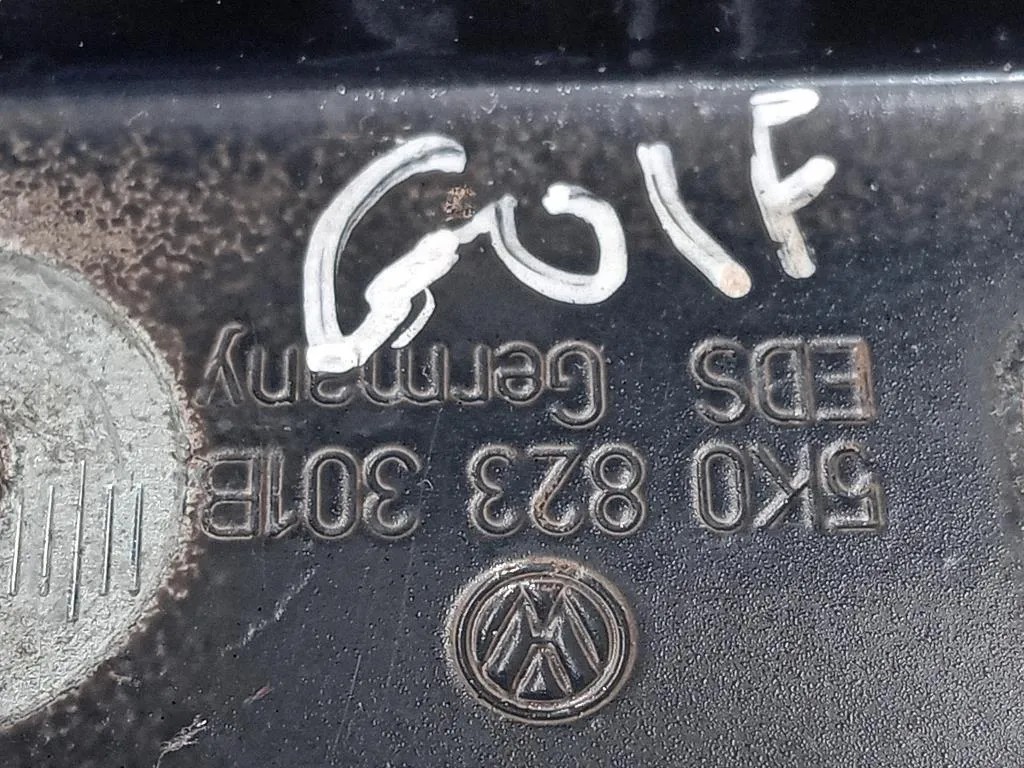 GOlF
5K0 823 301B
EDS Germany